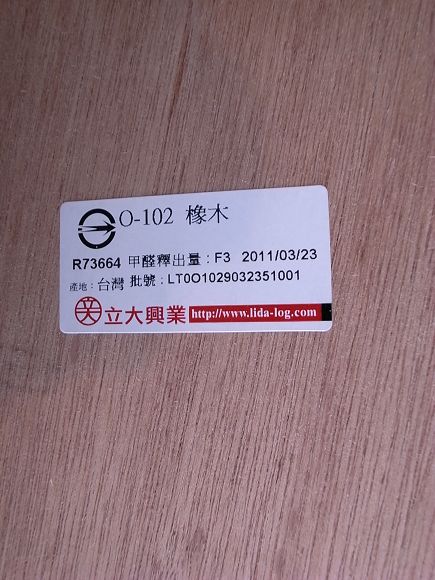 O-102 橡木
R73664 甲醛釋出量：F3 2011/03/23
產地：台灣 批號：LT0O1029032351001
立大興業 http://www.lida-log.com